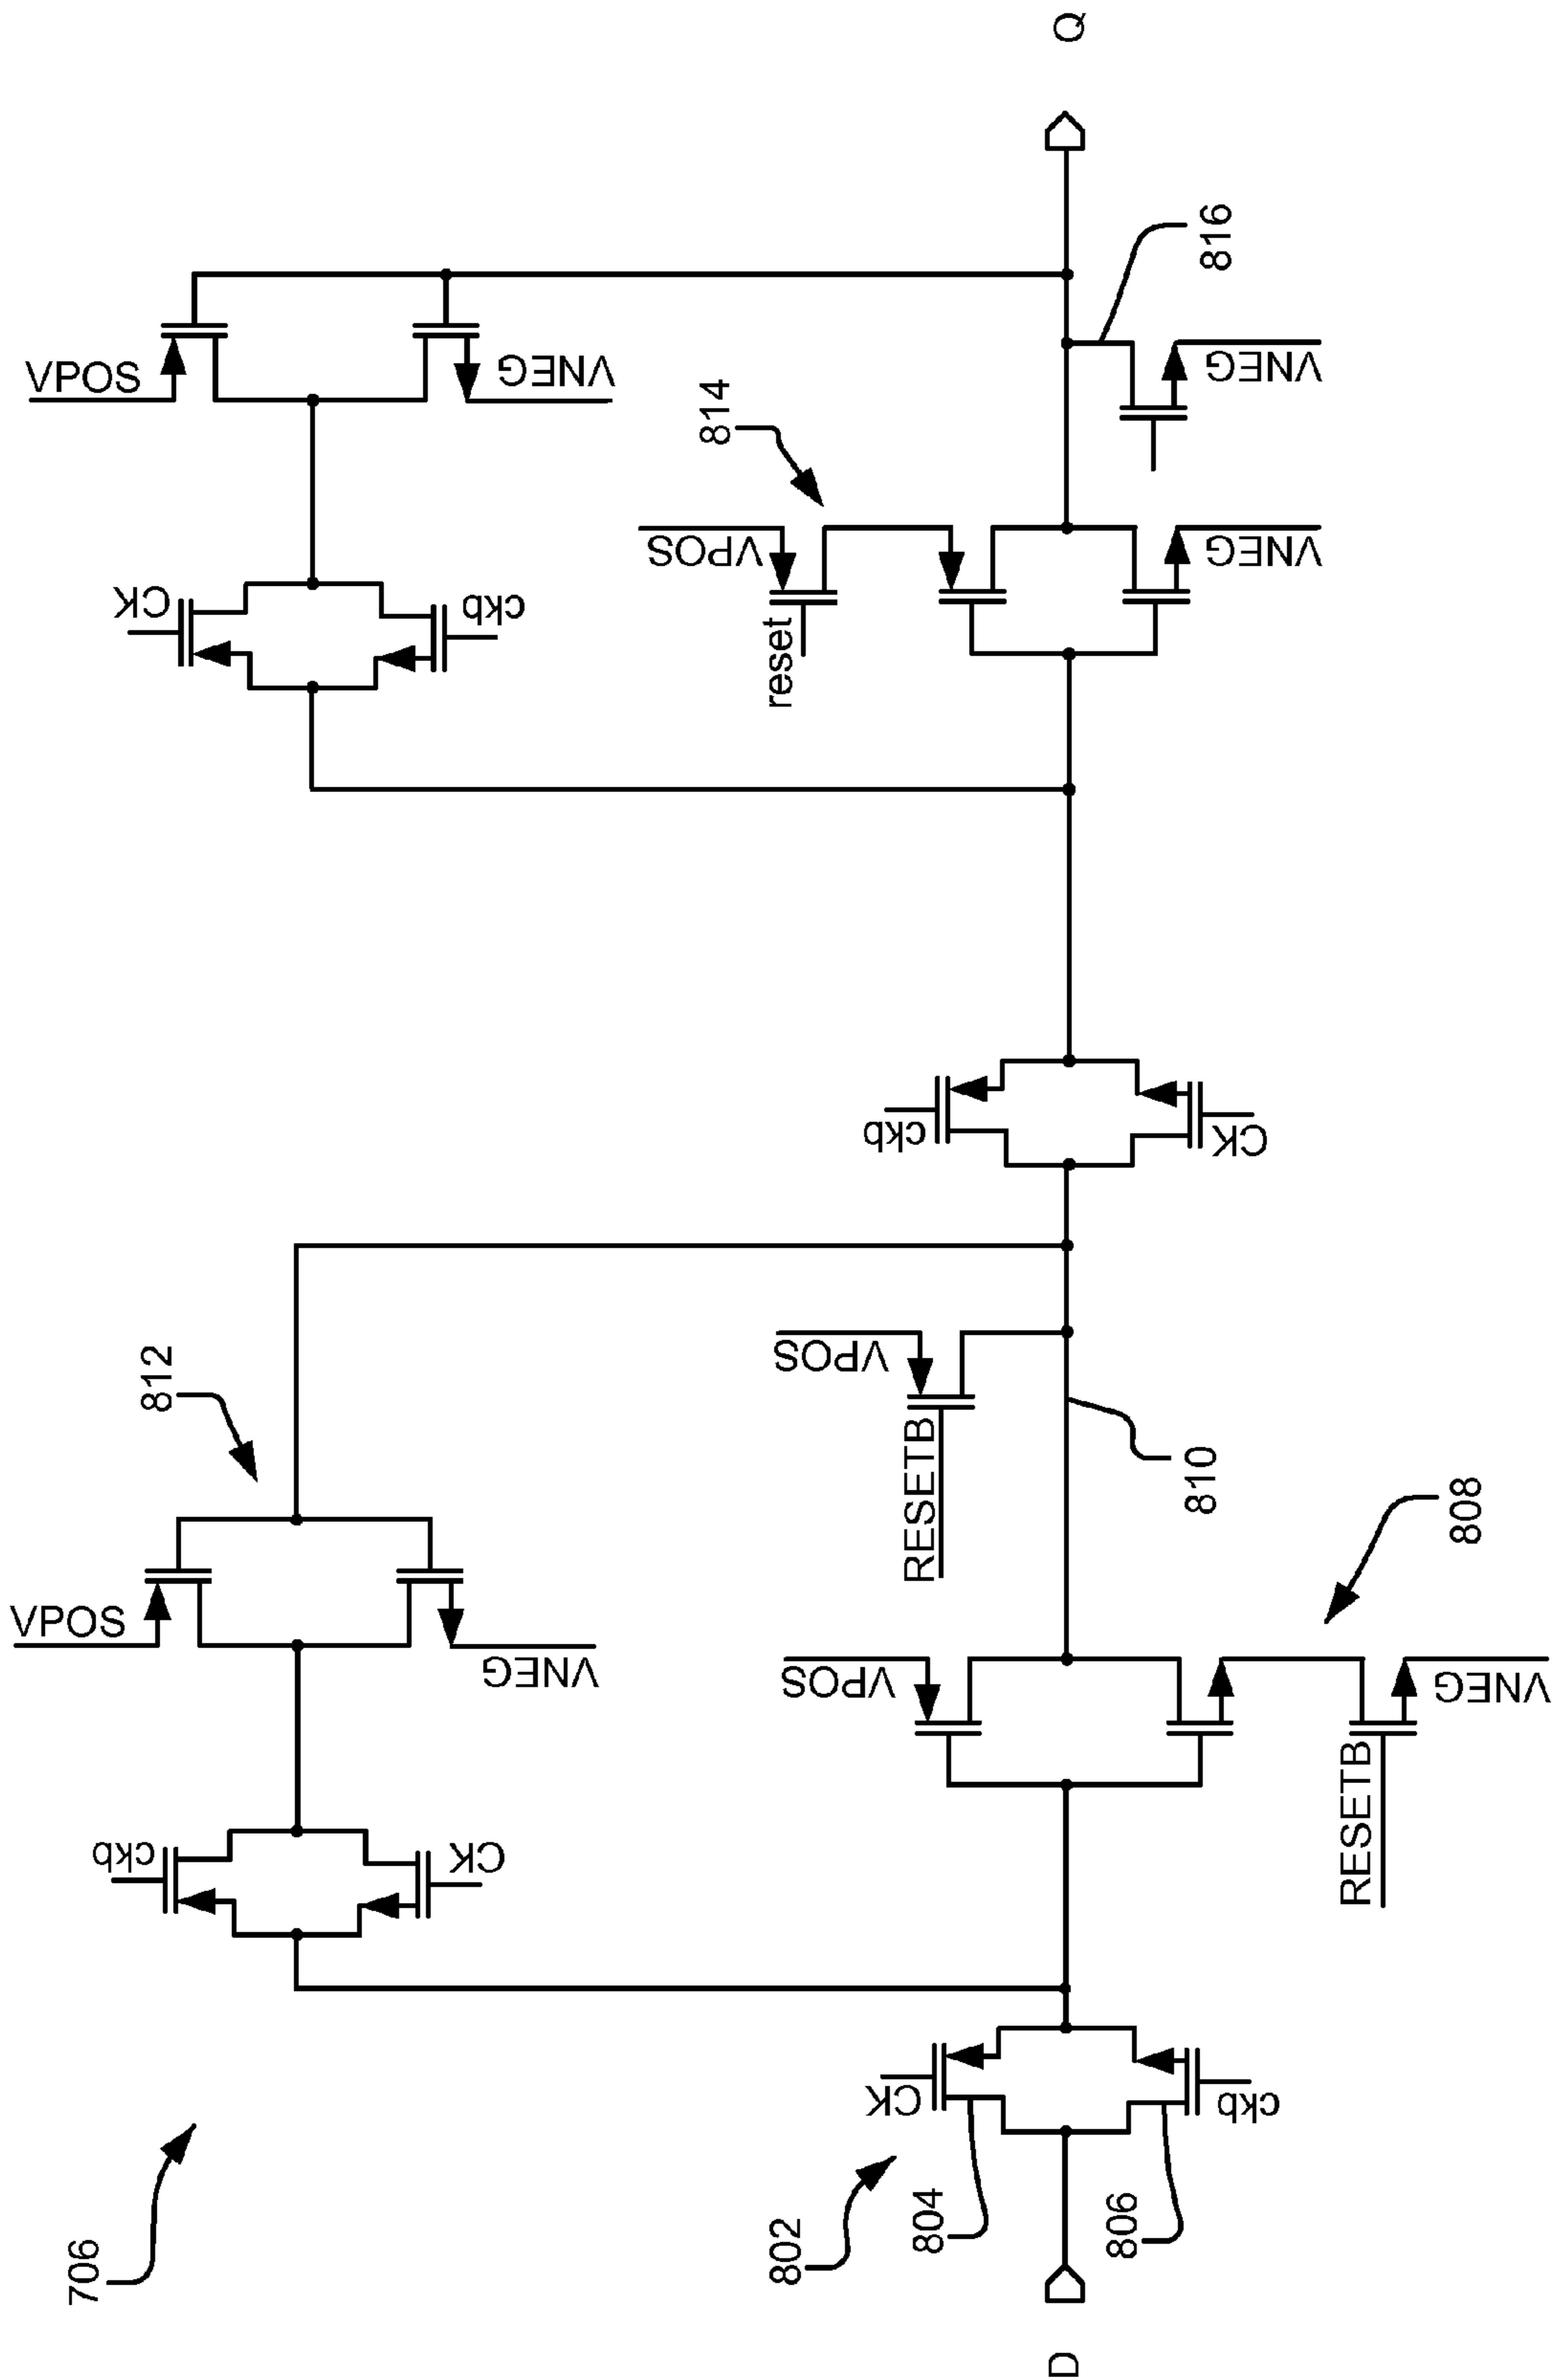 706
D
802
804
806
CK
ckb
ckb
CK
VPOS
VNEG
812
VPOS
RESETB
VNEG
808
RESETB
VPOS
810
ckb
CK
CK
ckb
VPOS
VNEG
reset
VPOS
814
VNEG
VNEG
816
Q